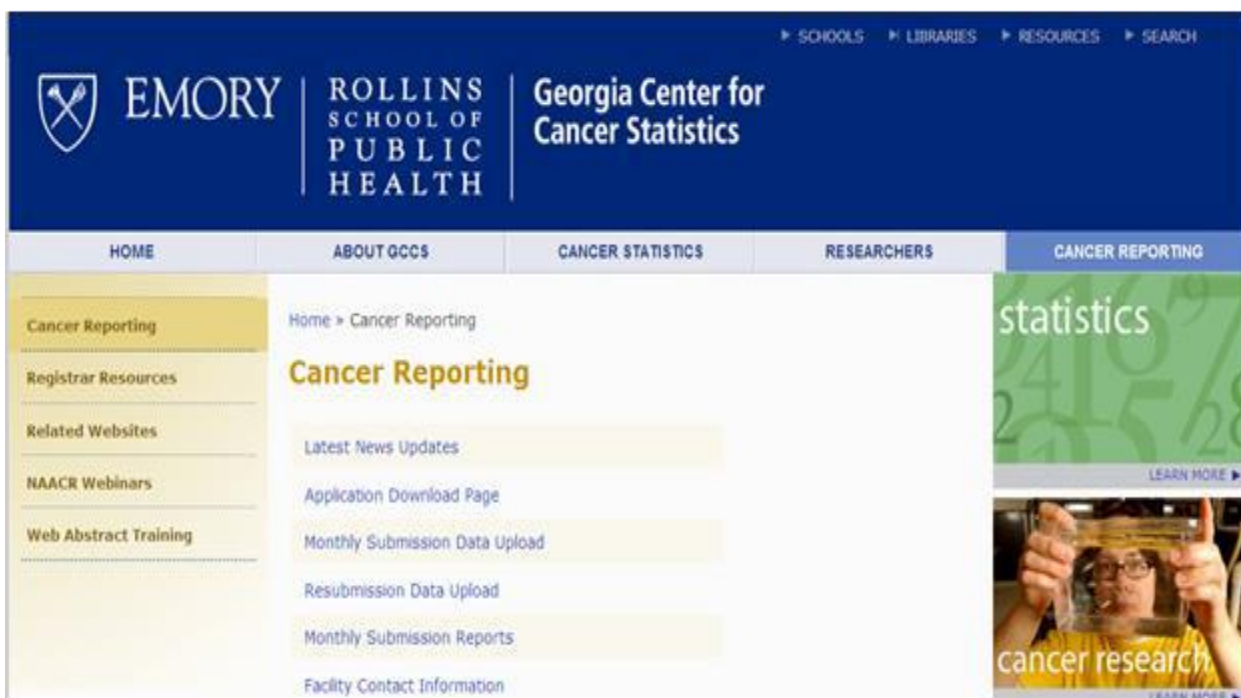 SCHOOLS LIBRARIES RESOURCES SEARCH
EMORY
ROLLINS
SCHOOL OF
PUBLIC
HEALTH
Georgia Center for
Cancer Statistics
HOME ABOUT GCCS CANCER STATISTICS RESEARCHERS CANCER REPORTING
Cancer Reporting
Registrar Resources
Related Websites
NAACR Webinars
Web Abstract Training
Home » Cancer Reporting
Cancer Reporting
Latest News Updates
Application Download Page
Monthly Submission Data Upload
Resubmission Data Upload
Monthly Submission Reports
Facility Contact Information
statistics
LEARN MORE
cancer research
LEARN MORE